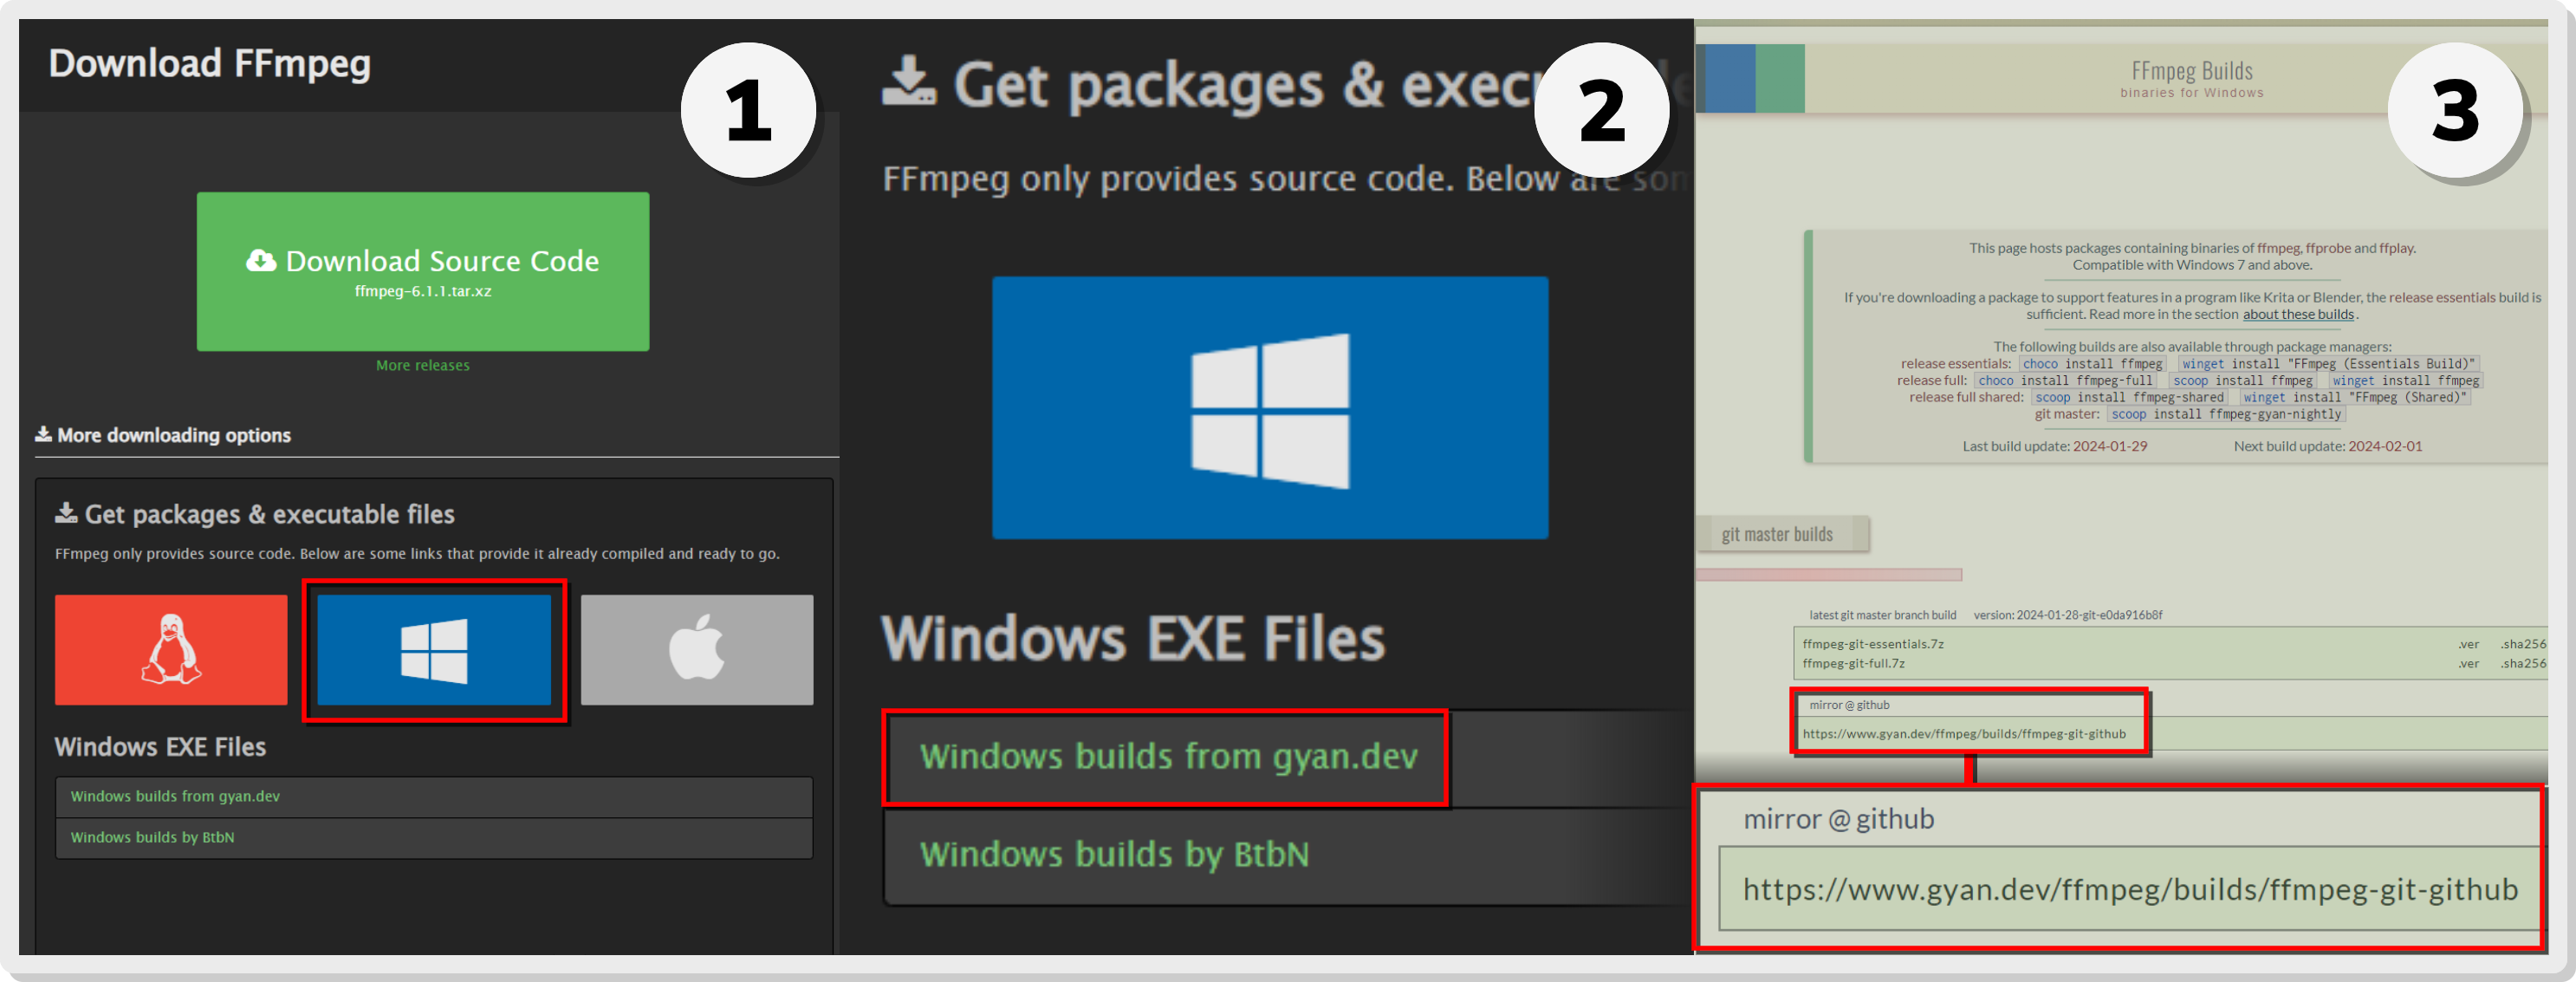 Download FFmpeg
1
Download Source Code
ffmpeg-6.1.1.tar.xz
More releases
More downloading options
Get packages & executable files
FFmpeg only provides source code. Below are some links that provide it already compiled and ready to go.
Windows EXE Files
Windows builds from gyan.dev
Windows builds by BtbN
Get packages & exec
2
FFmpeg only provides source code. Below are som
Windows EXE Files
Windows builds from gyan.dev
Windows builds by BtbN
FFmpeg Builds
binaries for Windows
3
This page hosts packages containing binaries of ffmpeg, ffprobe and ffplay.
Compatible with Windows 7 and above.
If you're downloading a package to support features in a program like Krita or Blender, the release essentials build is
sufficient. Read more in the section about these builds.
The following builds are also available through package managers:
release essentials: choco install ffmpeg winget install "FFmpeg (Essentials Build)"
release full: choco install ffmpeg-full scoop install ffmpeg winget install ffmpeg
release full shared: scoop install ffmpeg-shared winget install "FFmpeg (Shared)"
git master: scoop install ffmpeg-gyan-nightly
Last build update: 2024-01-29 Next build update: 2024-02-01
git master builds
latest git master branch build version: 2024-01-28-git-e0da916b8f
ffmpeg-git-essentials.7z .ver .sha256
ffmpeg-git-full.7z .ver .sha256
mirror @ github
https://www.gyan.dev/ffmpeg/builds/ffmpeg-git-github
mirror @ github
https://www.gyan.dev/ffmpeg/builds/ffmpeg-git-github